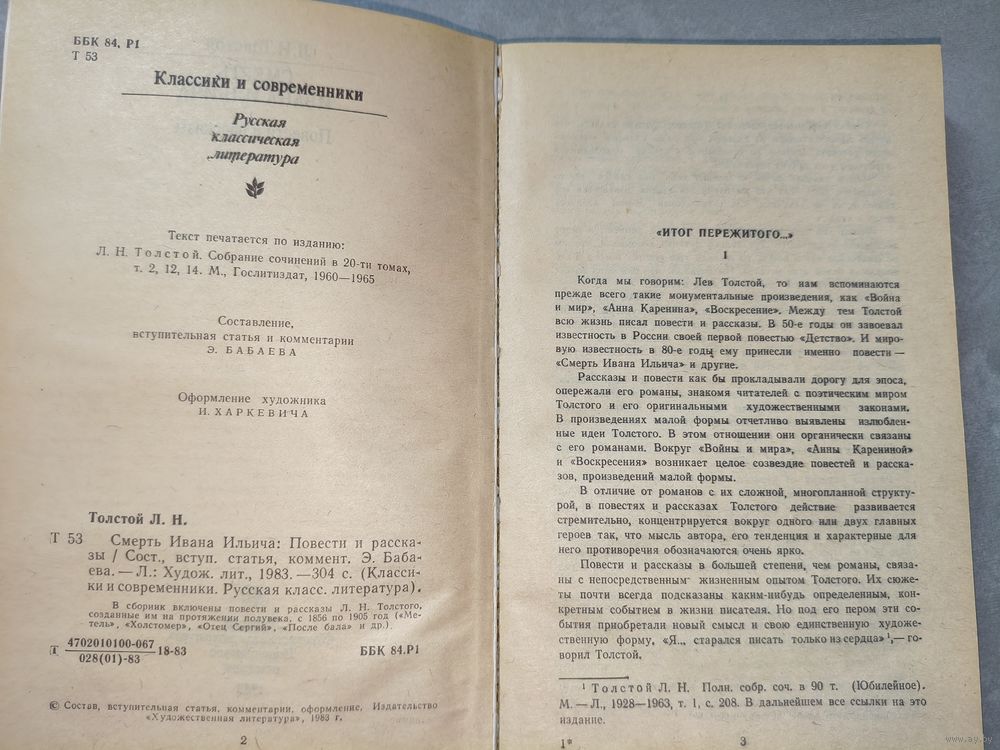 ББК 84. Р1
Т 53
Классики и современники
Русская
классическая
литература
Текст печатается по изданию:
Л. Н. Толстой. Собрание сочинений в 20-ти томах,
т. 2, 12, 14. М., Гослитиздат, 1960—1965
Составление,
вступительная статья и комментарии
Э. БАБАЕВА
Оформление художника
И. ХАРКЕВИЧА
Толстой Л. Н.
Т 53 Смерть Ивана Ильича: Повести и расска-
зы / Сост., вступ. статья, коммент. Э. Баба-
ева. — Л.: Худож. лит., 1983. —304 с. (Класси-
ки и современники. Русская класс. литература).
В сборник включены повести и рассказы Л. Н. Толстого,
созданные им на протяжении полувека, с 1856 по 1905 год («Ме-
тель», «Холстомер», «Отец Сергий», «После бала» и др.).
Т 4702010100-067
028(01)-83 18-83 ББК 84.Р1
© Состав, вступительная статья, комментарии, оформление. Издательство
«Художественная литература», 1983 г.
2
«ИТОГ ПЕРЕЖИТОГО...»
I
Когда мы говорим: Лев Толстой, то нам вспоминаются
прежде всего такие монументальные произведения, как «Война
и мир», «Анна Каренина», «Воскресение». Между тем Толстой
всю жизнь писал повести и рассказы. В 50-е годы он завоевал
известность в России своей первой повестью «Детство». И миро-
вую известность в 80-е годы ему принесли именно повести —
«Смерть Ивана Ильича» и другие.
Рассказы и повести как бы прокладывали дорогу для эпоса,
опережали его романы, знакомя читателей с поэтическим миром
Толстого и его оригинальными художественными законами.
В произведениях малой формы отчетливо выявлены излюблен-
ные идеи Толстого. В этом отношении они органически связаны
с его романами. Вокруг «Войны и мира», «Анны Карениной»
и «Воскресения» возникает целое созвездие повестей и расска-
зов, произведений малой формы.
В отличие от романов с их сложной, многоплановой структу-
рой, в повестях и рассказах Толстого действие развивается
стремительно, концентрируется вокруг одного или двух главных
героев так, что мысль автора, его тенденция и характерные для
него противоречия обозначаются очень ярко.
Повести и рассказы в большей степени, чем романы, связа-
ны с непосредственным жизненным опытом Толстого. Их сюже-
ты почти всегда подсказаны каким-нибудь определенным, кон-
кретным событием в жизни писателя. Но под его пером эти со-
бытия приобретали новый смысл и свою единственную художе-
ственную форму, «Я... старался писать только из сердца» ¹,— го-
ворил Толстой.
¹ Толстой Л. Н. Полн. собр. соч. в 90 т. (Юбилейное).
М. — Л., 1928—1963, т. 1, с. 208. В дальнейшем все ссылки на это
издание.
1* 3
www.ay.by